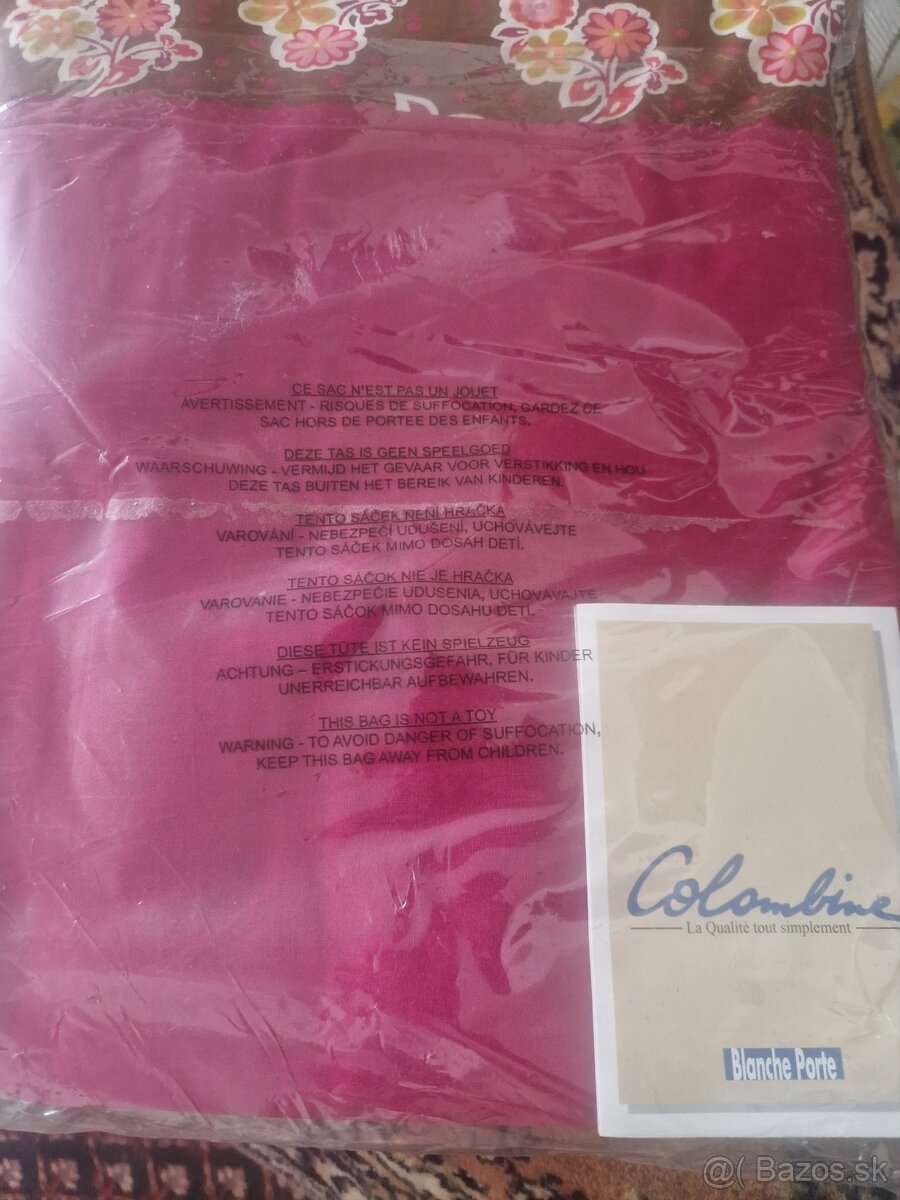 CE SAC N'EST PAS UN JOUET
AVERTISSEMENT - RISQUES DE SUFFOCATION, GARDEZ CE
SAC HORS DE PORTEE DES ENFANTS.
DEZE TAS IS GEEN SPEELGOED
WAARSCHUWING - VERMIJD HET GEVAAR VOOR VERSTIKKING EN HOU
DEZE TAS BUITEN HET BEREIK VAN KINDEREN.
TENTO SÁČEK NENÍ HRAČKA
VAROVÁNI - NEBEZPEČÍ UDUŠENÍ, UCHOVÁVEJTE
TENTO SÁČEK MIMO DOSAH DETÍ.
TENTO SÁČOK NIE JE HRAČKA
VAROVANIE - NEBEZPEČIE UDUSENIA, UCHOVÁVAJTE
TENTO SÁČOK MIMO DOSAHU DETÍ.
DIESE TÜTE IST KEIN SPIELZEUG
ACHTUNG – ERSTICKUNGSGEFAHR, FÜR KINDER
UNERREICHBAR AUFBEWAHREN.
THIS BAG IS NOT A TOY
WARNING - TO AVOID DANGER OF SUFFOCATION,
KEEP THIS BAG AWAY FROM CHILDREN.
Colombine
La Qualité tout simplement
Blanche Porte
@( Bazos.sk